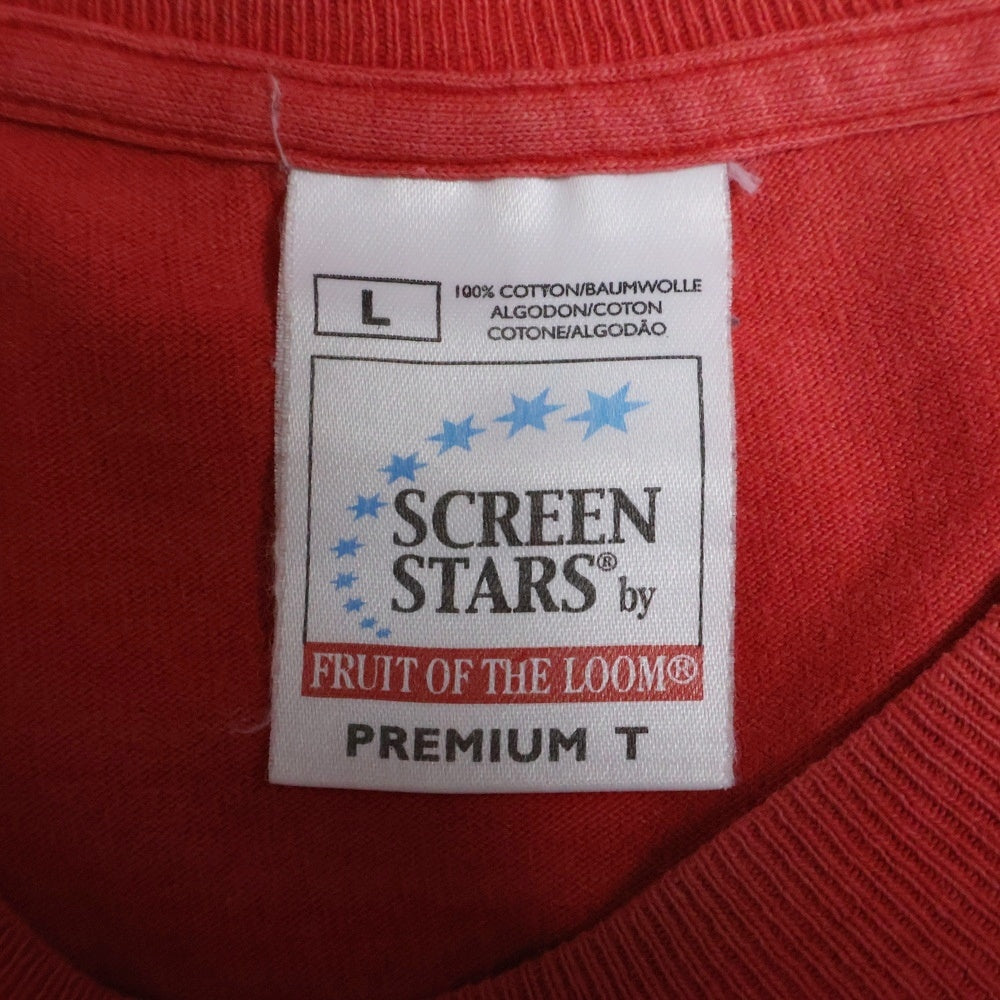 L
100% COTTON/BAUMWOLLE
ALGODON/COTON
COTONE/ALGODÃO
SCREEN
STARS® by
FRUIT OF THE LOOM®
PREMIUM T